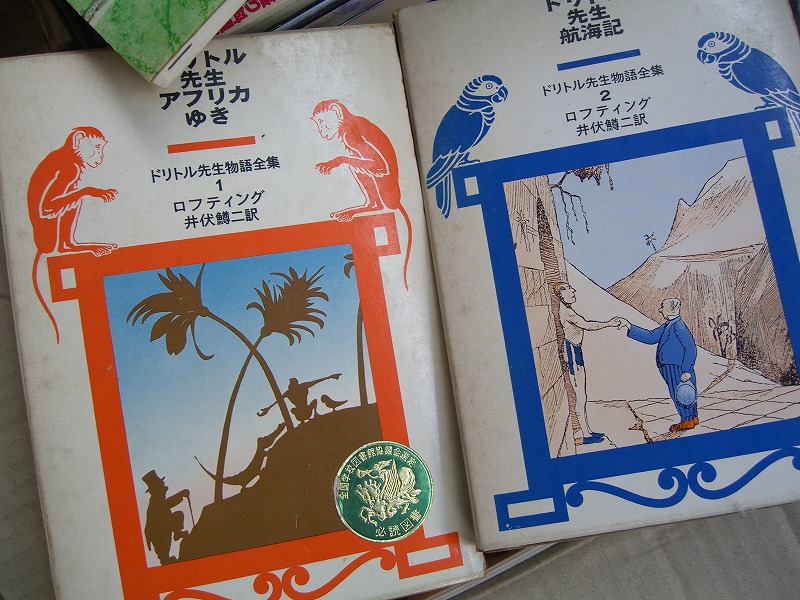 ドリトル
先生
アフリカ
ゆき
ドリトル先生物語全集
1
ロフティング
井伏鱒二訳
全国学校図書館協議会選定
必読図書
ドリトル
先生
航海記
ドリトル先生物語全集
2
ロフティング
井伏鱒二訳